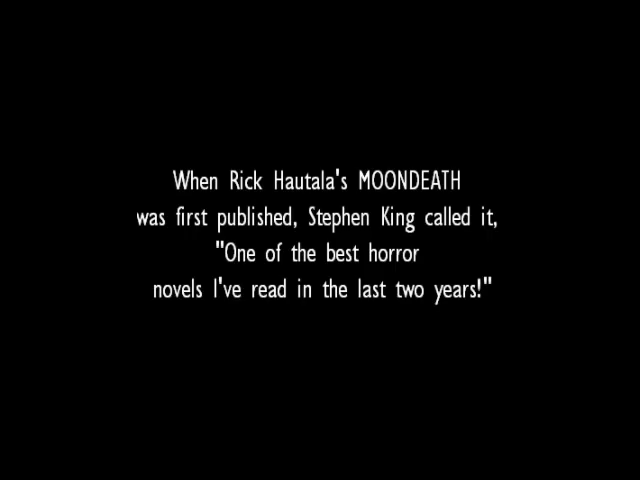 When Rick Hautala's MOONDEATH
was first published, Stephen King called it,
"One of the best horror
novels I've read in the last two years!"